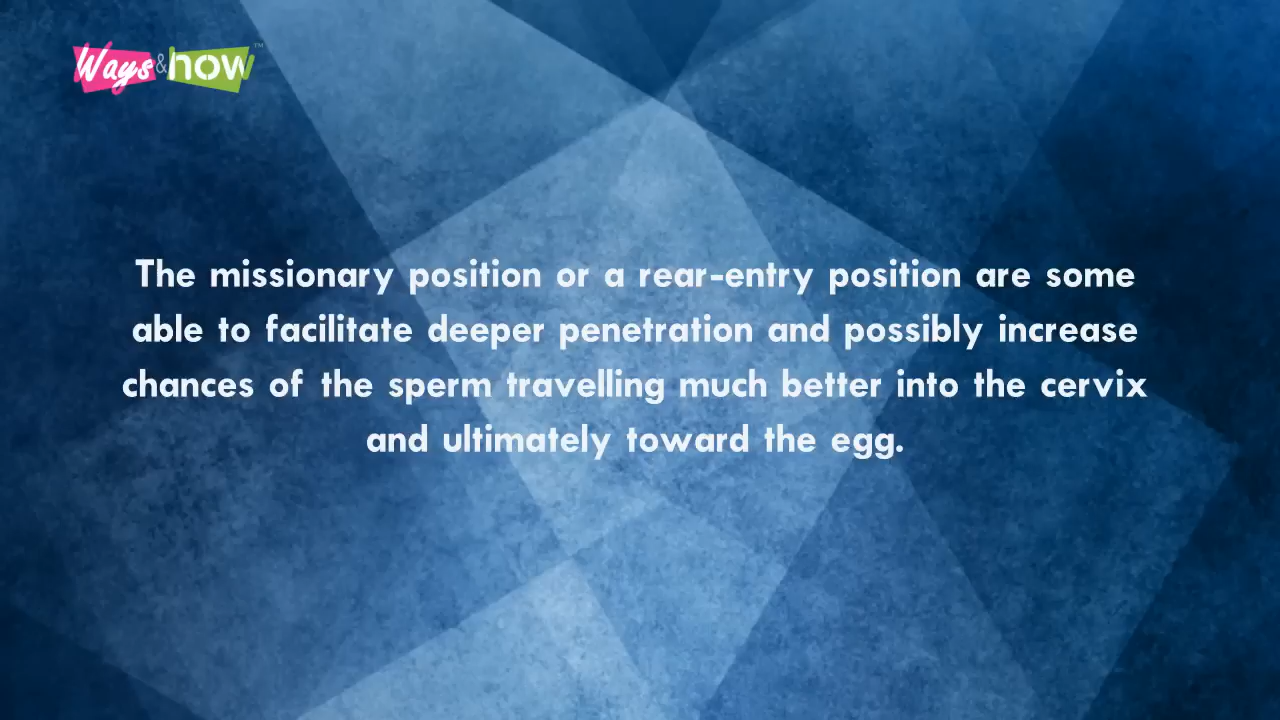 Ways&how™
The missionary position or a rear-entry position are some
able to facilitate deeper penetration and possibly increase
chances of the sperm travelling much better into the cervix
and ultimately toward the egg.